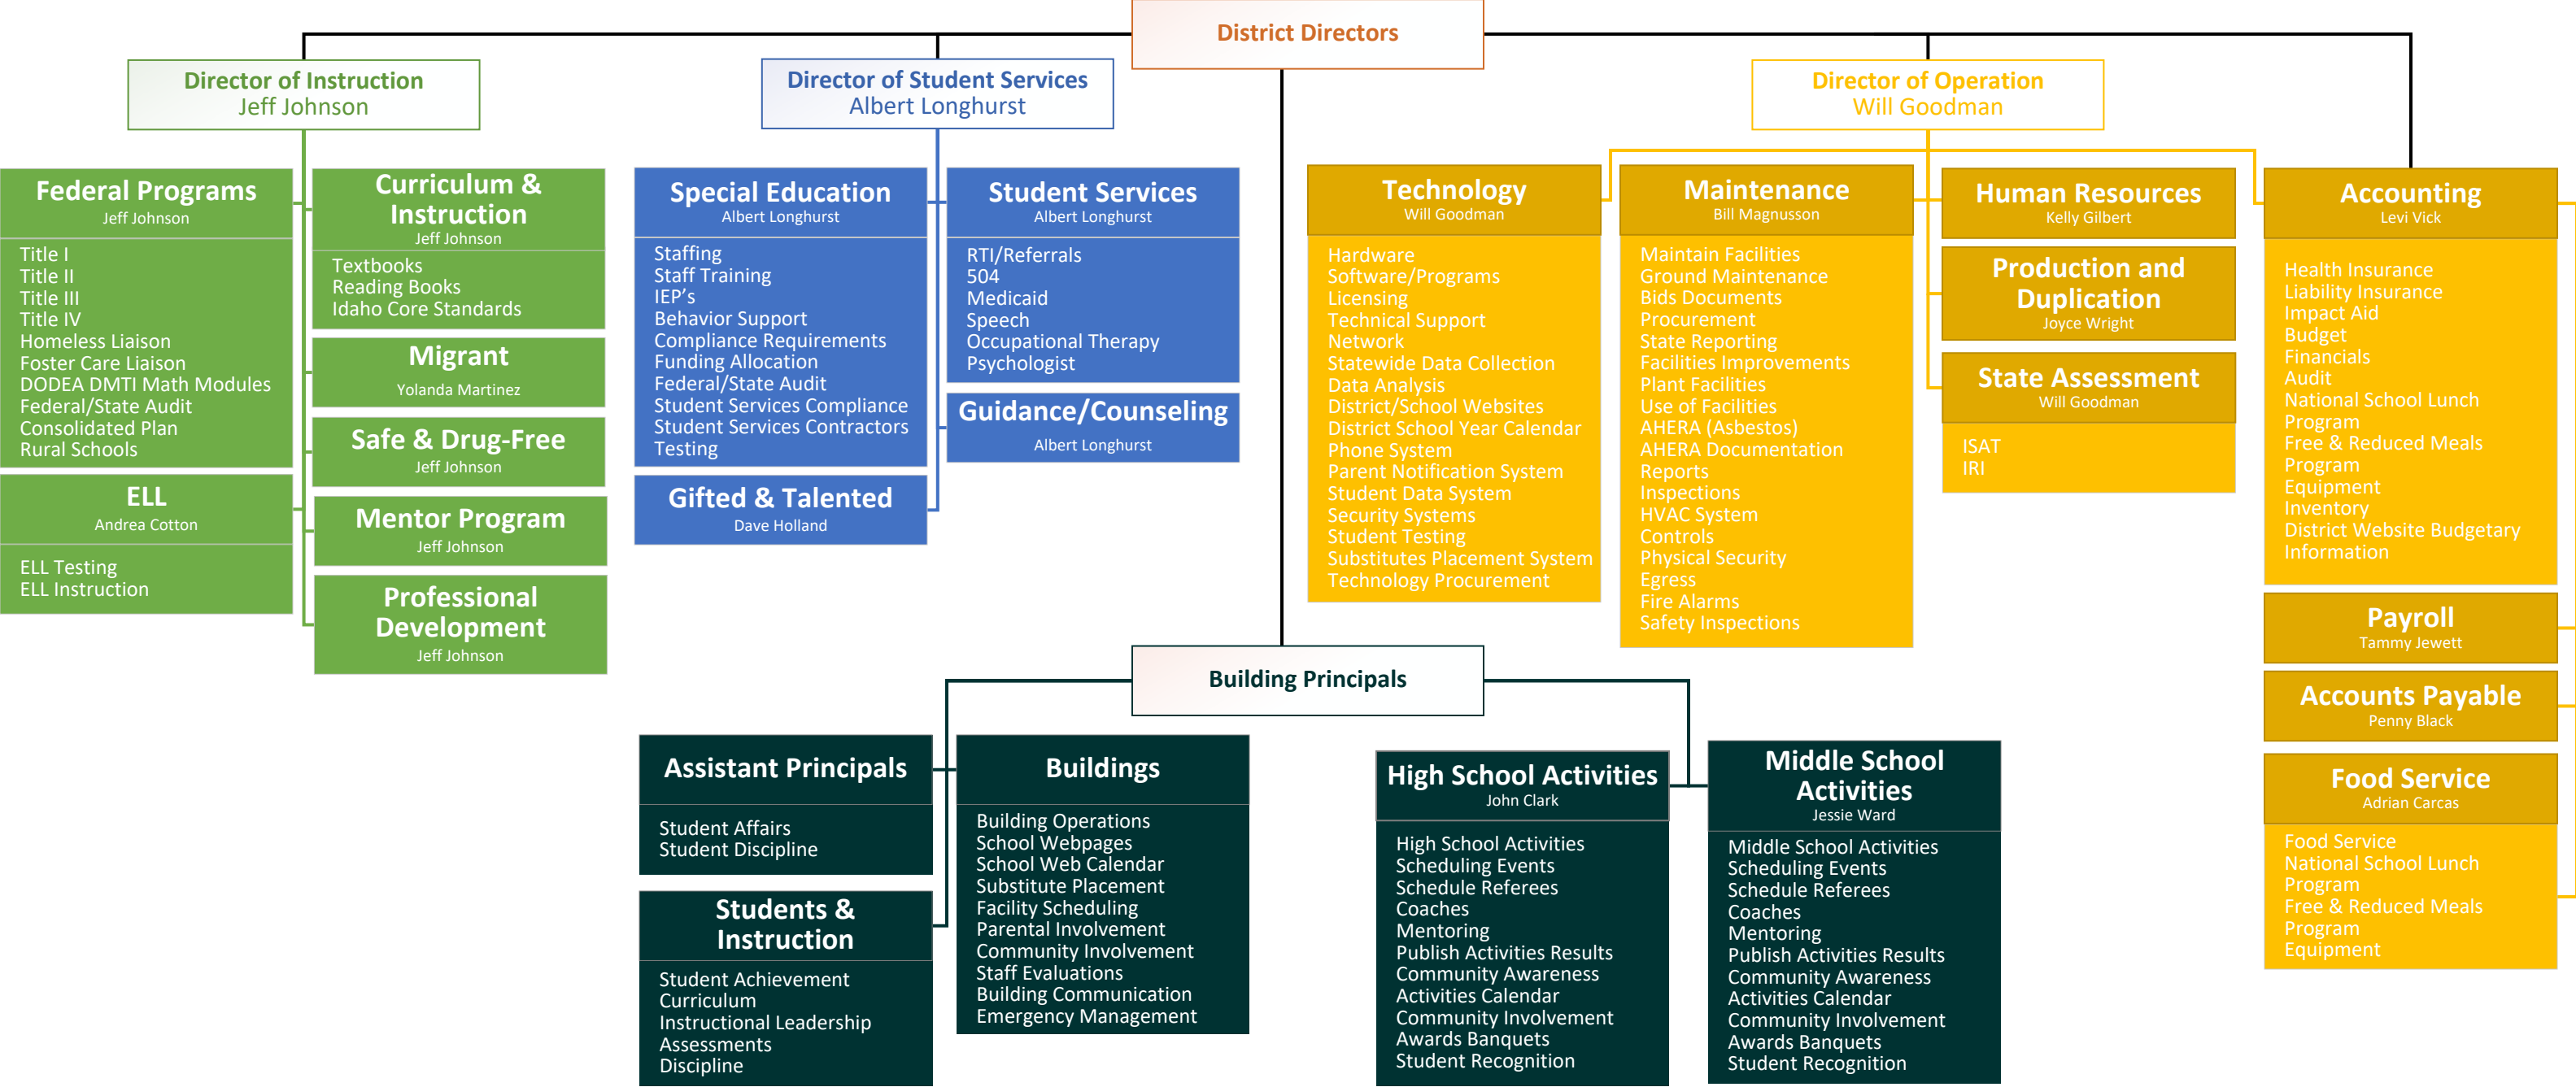 District Directors
Director of Instruction
Jeff Johnson
Federal Programs
Jeff Johnson
Title I
Title II
Title III
Title IV
Homeless Liaison
Foster Care Liaison
DODEA DMTI Math Modules
Federal/State Audit
Consolidated Plan
Rural Schools
ELL
Andrea Cotton
ELL Testing
ELL Instruction
Curriculum &
Instruction
Jeff Johnson
Textbooks
Reading Books
Idaho Core Standards
Migrant
Yolanda Martinez
Safe & Drug-Free
Jeff Johnson
Mentor Program
Jeff Johnson
Professional
Development
Jeff Johnson
Director of Student Services
Albert Longhurst
Special Education
Albert Longhurst
Staffing
Staff Training
IEP’s
Behavior Support
Compliance Requirements
Funding Allocation
Federal/State Audit
Student Services Compliance
Student Services Contractors
Testing
Gifted & Talented
Dave Holland
Student Services
Albert Longhurst
RTI/Referrals
504
Medicaid
Speech
Occupational Therapy
Psychologist
Guidance/Counseling
Albert Longhurst
Director of Operation
Will Goodman
Technology
Will Goodman
Hardware
Software/Programs
Licensing
Technical Support
Network
Statewide Data Collection
Data Analysis
District/School Websites
District School Year Calendar
Phone System
Parent Notification System
Student Data System
Security Systems
Student Testing
Substitutes Placement System
Technology Procurement
Maintenance
Bill Magnusson
Maintain Facilities
Ground Maintenance
Bids Documents
Procurement
State Reporting
Facilities Improvements
Plant Facilities
Use of Facilities
AHERA (Asbestos)
AHERA Documentation
Reports
Inspections
HVAC System
Controls
Physical Security
Egress
Fire Alarms
Safety Inspections
Human Resources
Kelly Gilbert
Production and
Duplication
Joyce Wright
State Assessment
Will Goodman
ISAT
IRI
Accounting
Levi Vick
Health Insurance
Liability Insurance
Impact Aid
Budget
Financials
Audit
National School Lunch
Program
Free & Reduced Meals
Program
Equipment
Inventory
District Website Budgetary
Information
Payroll
Tammy Jewett
Accounts Payable
Penny Black
Food Service
Adrian Carcas
Food Service
National School Lunch
Program
Free & Reduced Meals
Program
Equipment
Building Principals
Assistant Principals
Student Affairs
Student Discipline
Students &
Instruction
Student Achievement
Curriculum
Instructional Leadership
Assessments
Discipline
Buildings
Building Operations
School Webpages
School Web Calendar
Substitute Placement
Facility Scheduling
Parental Involvement
Community Involvement
Staff Evaluations
Building Communication
Emergency Management
High School Activities
John Clark
High School Activities
Scheduling Events
Schedule Referees
Coaches
Mentoring
Publish Activities Results
Community Awareness
Activities Calendar
Community Involvement
Awards Banquets
Student Recognition
Middle School
Activities
Jessie Ward
Middle School Activities
Scheduling Events
Schedule Referees
Coaches
Mentoring
Publish Activities Results
Community Awareness
Activities Calendar
Community Involvement
Awards Banquets
Student Recognition